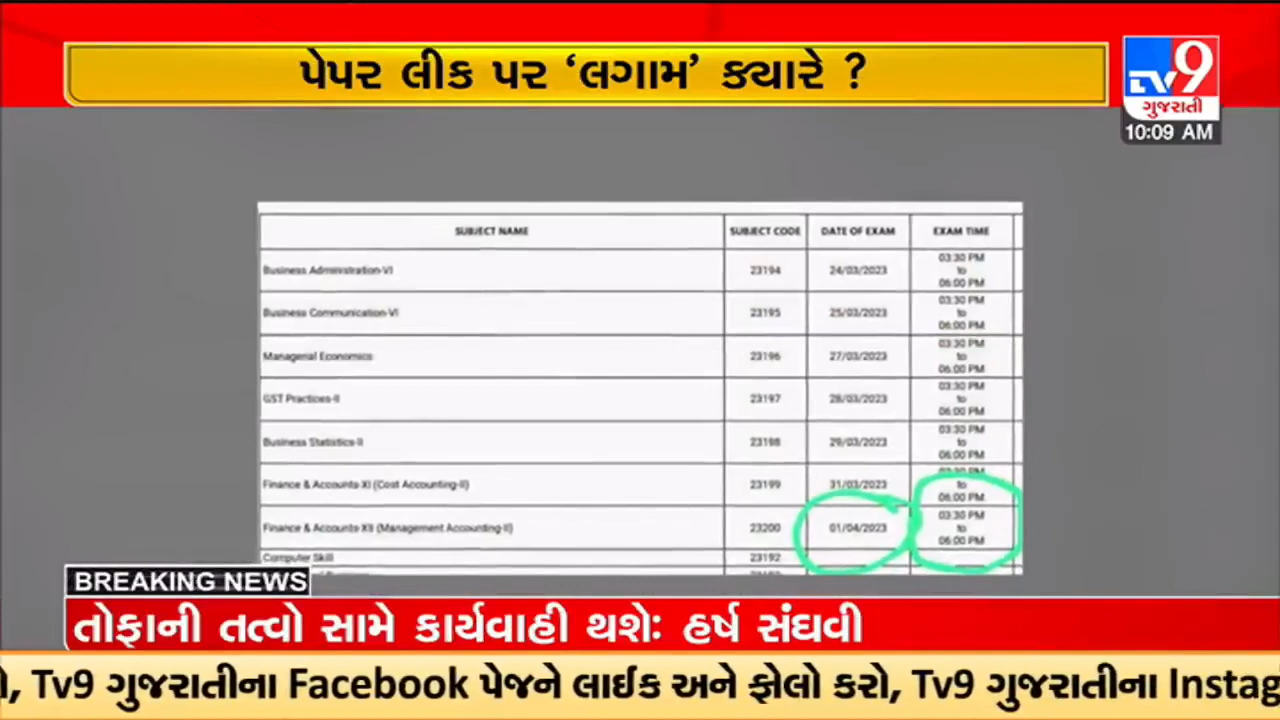 પેપર લીક પર ‘લગામ’ ક્યારે ?
TV9
ગુજરાતી
10:09 AM
SUBJECT NAME SUBJECT CODE DATE OF EXAM EXAM TIME
Business Administration-VI 23194 24/03/2023 03:30 PM to 06:00 PM
Business Communication-VI 23195 25/03/2023 03:30 PM to 06:00 PM
Managerial Economics 23196 27/03/2023 03:30 PM to 06:00 PM
GST Practices-II 23197 28/03/2023 03:30 PM to 06:00 PM
Business Statistics-II 23198 29/03/2023 03:30 PM to 06:00 PM
Finance & Accounts-XI (Cost Accounting-II) 23199 31/03/2023 03:30 PM to 06:00 PM
Finance & Accounts-XII (Management Accounting-II) 23200 01/04/2023 03:30 PM to 06:00 PM
Computer Skill 23192
BREAKING NEWS
તોફાની તત્વો સામે કાર્યવાહી થશેઃ હર્ષ સંઘવી
Tv9 ગુજરાતીના Facebook પેજને લાઈક અને ફોલો કરો, Tv9 ગુજરાતીના Instag